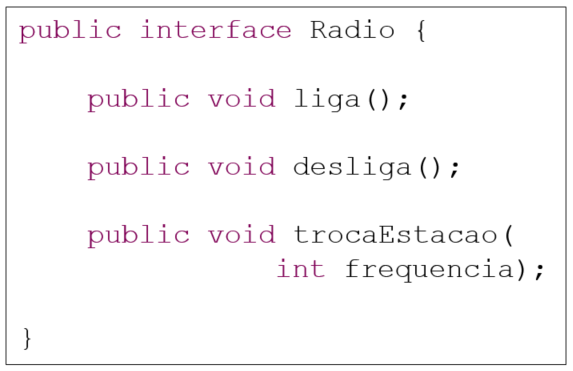 public interface Radio {
public void liga();
public void desliga();
public void trocaEstacao(
int frequencia);
}